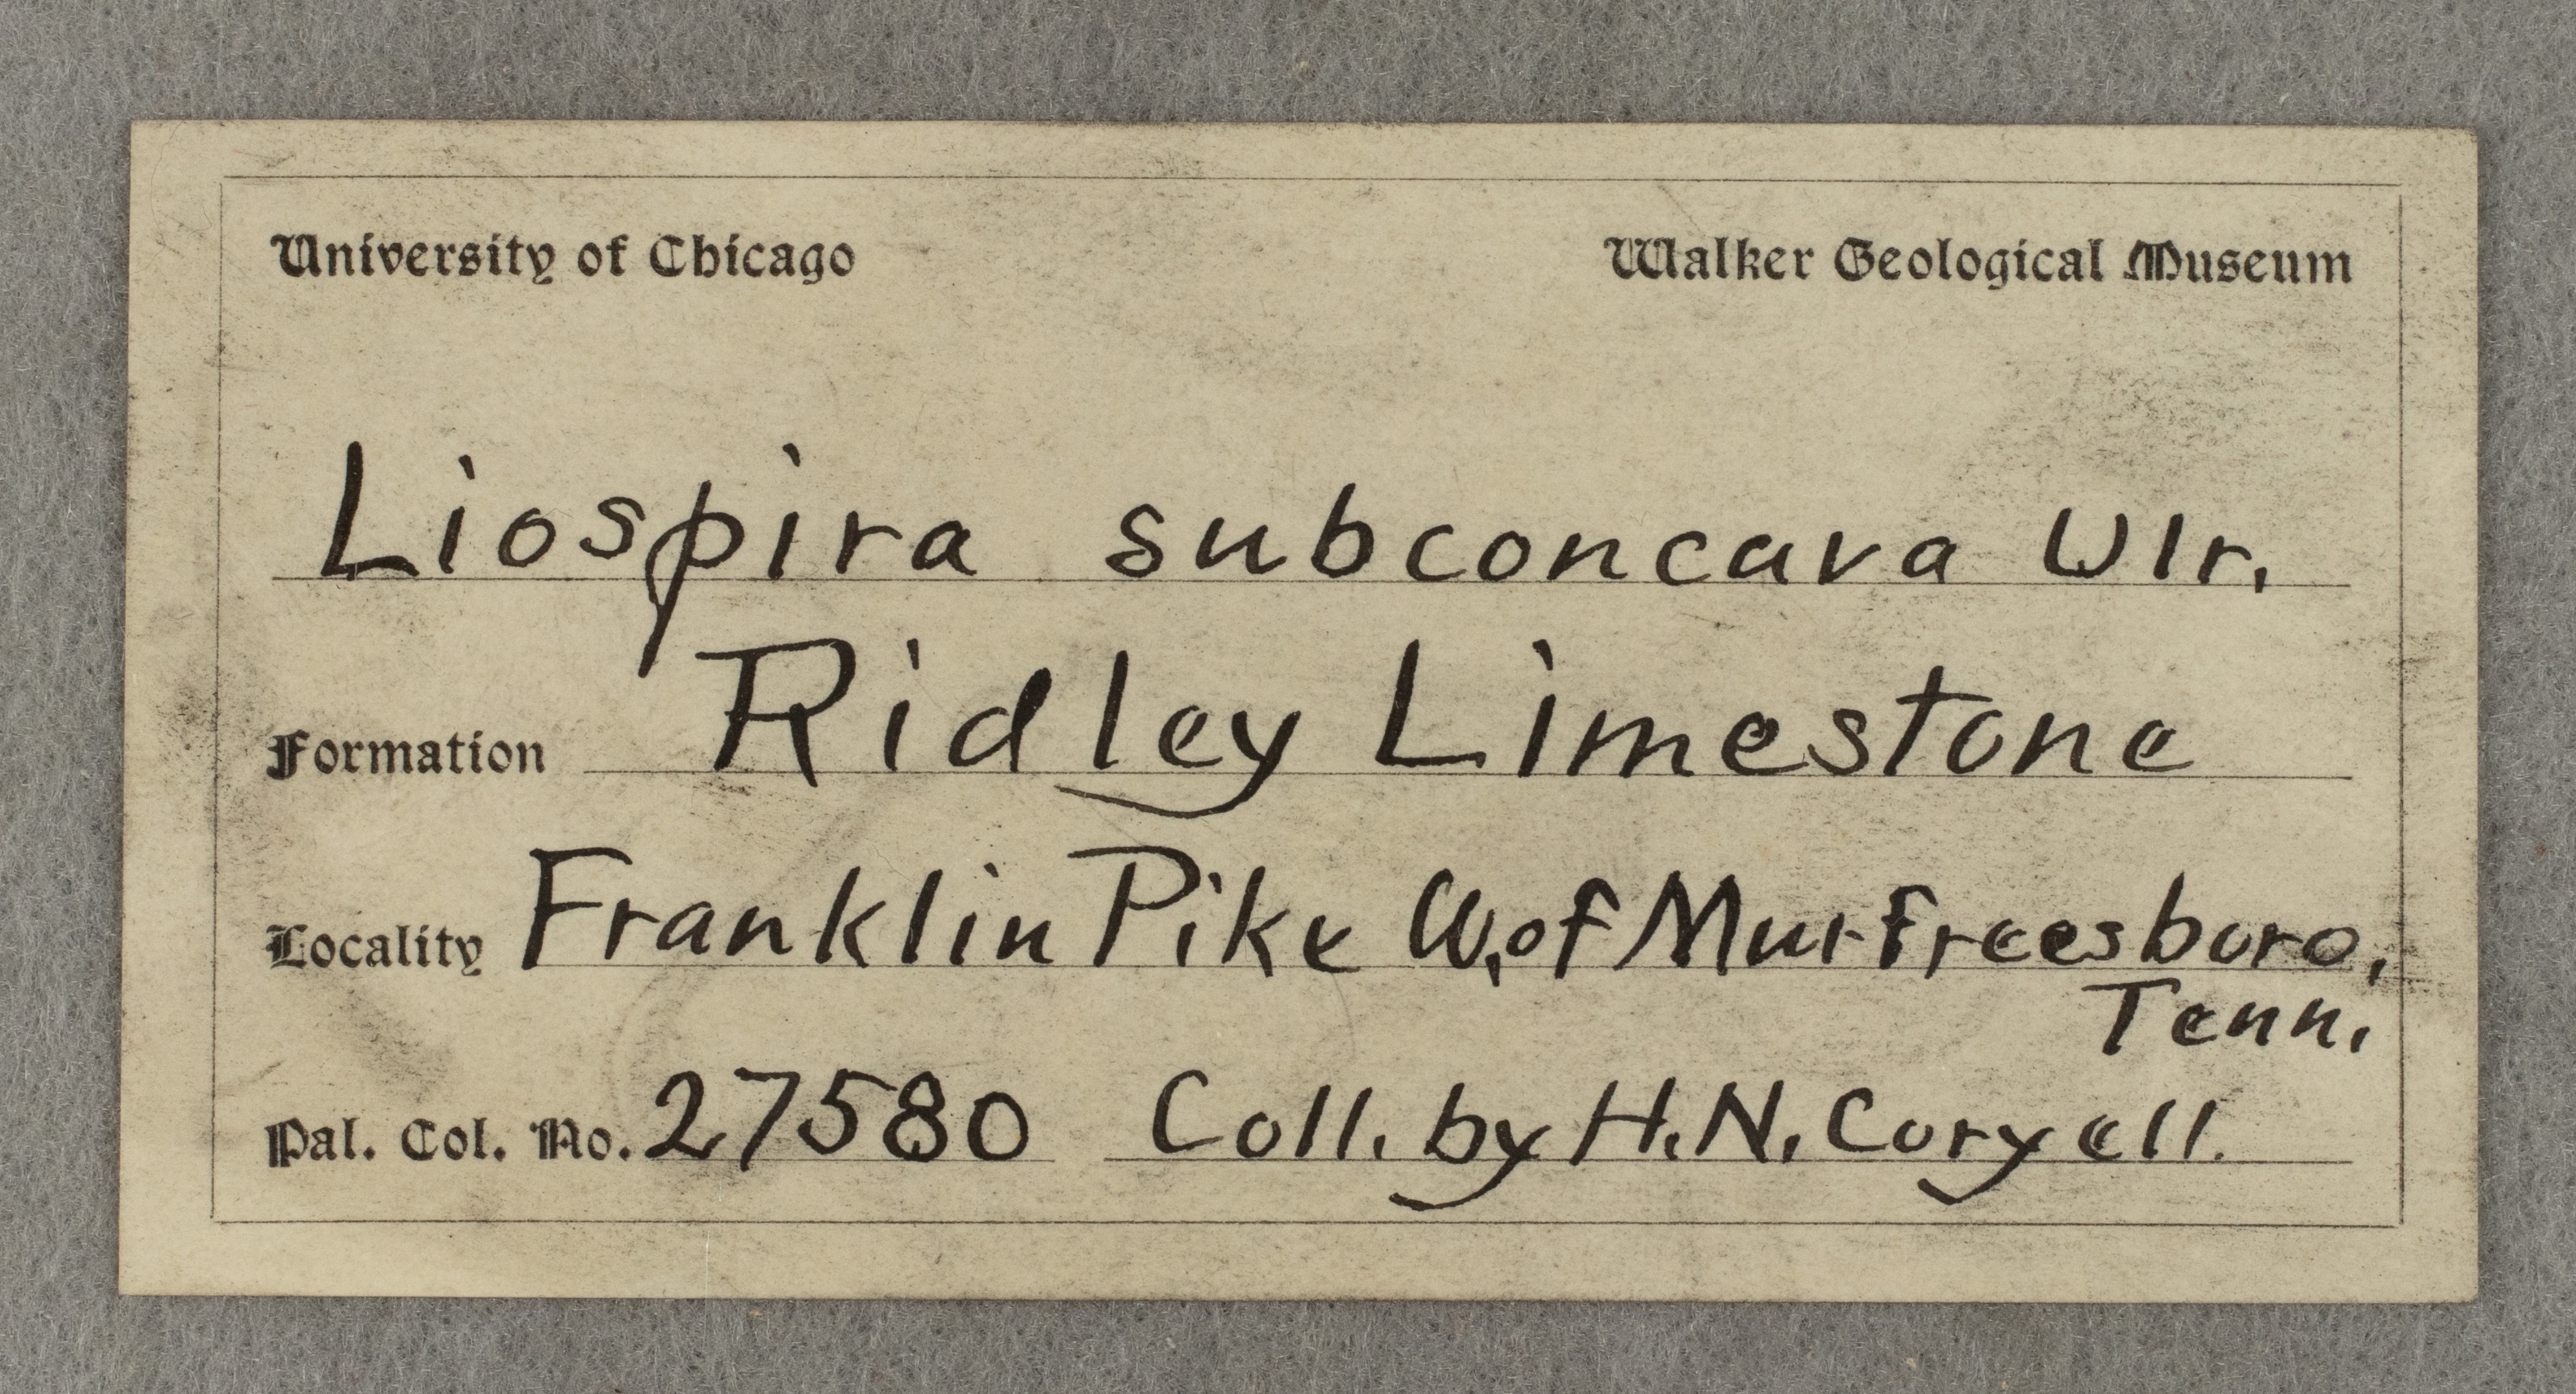 University of Chicago Walker Geological Museum
Liospira subconcava Ulr.
Formation Ridley Limestone
Locality Franklin Pike W. of Murfreesboro,
Tenn.
Pal. Col. No. 27580 Coll. by H. N. Coryell.